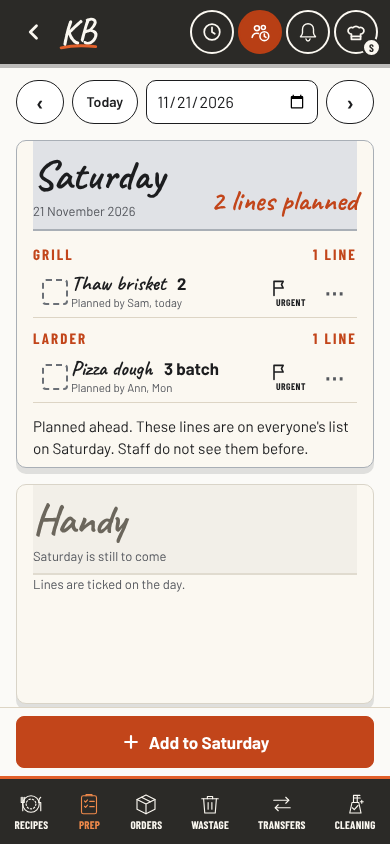 KB
S
Today
11/21/2026
Saturday
21 November 2026
2 lines planned
GRILL
1 LINE
Thaw brisket 2
Planned by Sam, today
URGENT
LARDER
1 LINE
Pizza dough 3 batch
Planned by Ann, Mon
URGENT
Planned ahead. These lines are on everyone's list
on Saturday. Staff do not see them before.
Handy
Saturday is still to come
Lines are ticked on the day.
+ Add to Saturday
RECIPES
PREP
ORDERS
WASTAGE
TRANSFERS
CLEANING